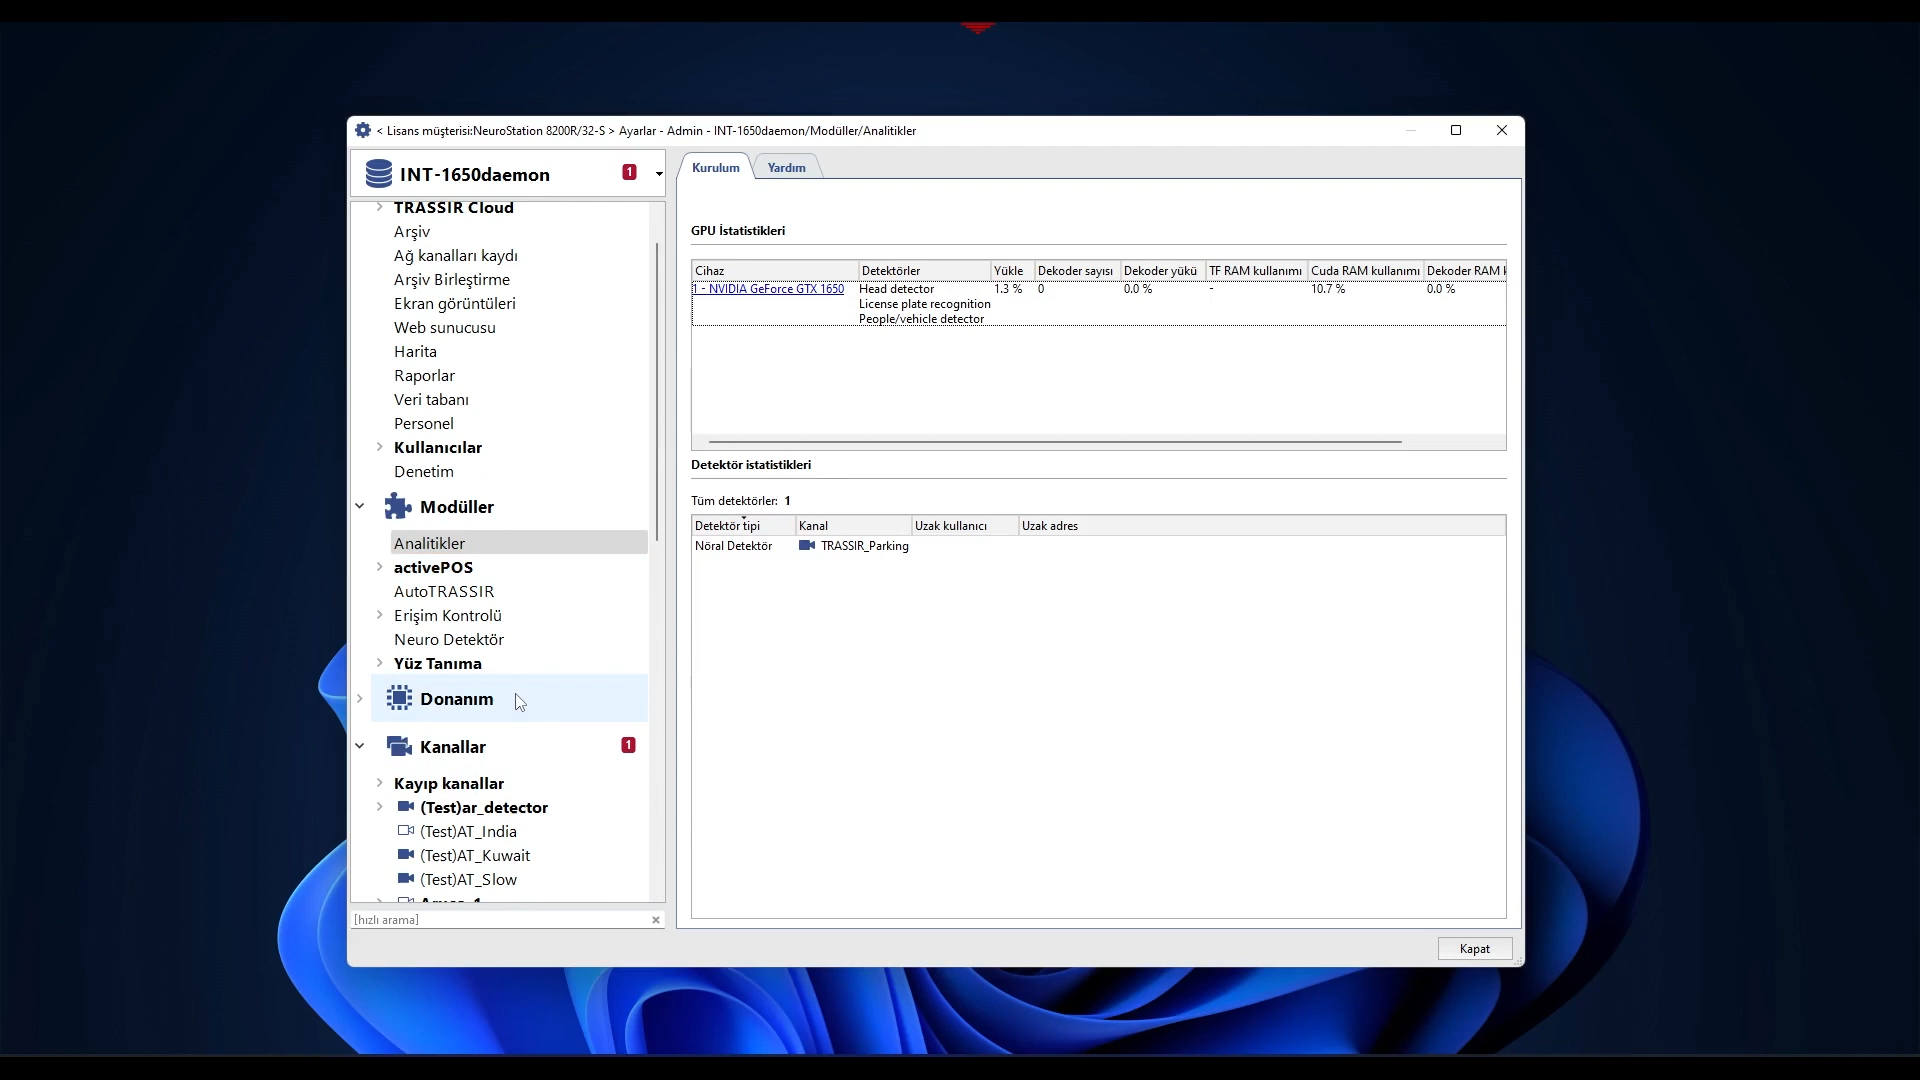 < Lisans müşterisi:NeuroStation 8200R/32-S > Ayarlar - Admin - INT-1650daemon/Modüller/Analitikler
INT-1650daemon 1
TRASSIR Cloud
Arşiv
Ağ kanalları kaydı
Arşiv Birleştirme
Ekran görüntüleri
Web sunucusu
Harita
Raporlar
Veri tabanı
Personel
Kullanıcılar
Denetim
Modüller
Analitikler
activePOS
AutoTRASSIR
Erişim Kontrolü
Neuro Detektör
Yüz Tanıma
Donanım
Kanallar 1
Kayıp kanallar
(Test)ar_detector
(Test)AT_India
(Test)AT_Kuwait
(Test)AT_Slow
[hızlı arama]
Kurulum Yardım
GPU İstatistikleri
Cihaz Detektörler Yükle Dekoder sayısı Dekoder yükü TF RAM kullanımı Cuda RAM kullanımı Dekoder RAM
1 - NVIDIA GeForce GTX 1650 Head detector 1.3 % 0 0.0 % - 10.7 % 0.0 %
License plate recognition
People/vehicle detector
Detektör istatistikleri
Tüm detektörler: 1
Detektör tipi Kanal Uzak kullanıcı Uzak adres
Nöral Detektör TRASSIR_Parking
Kapat